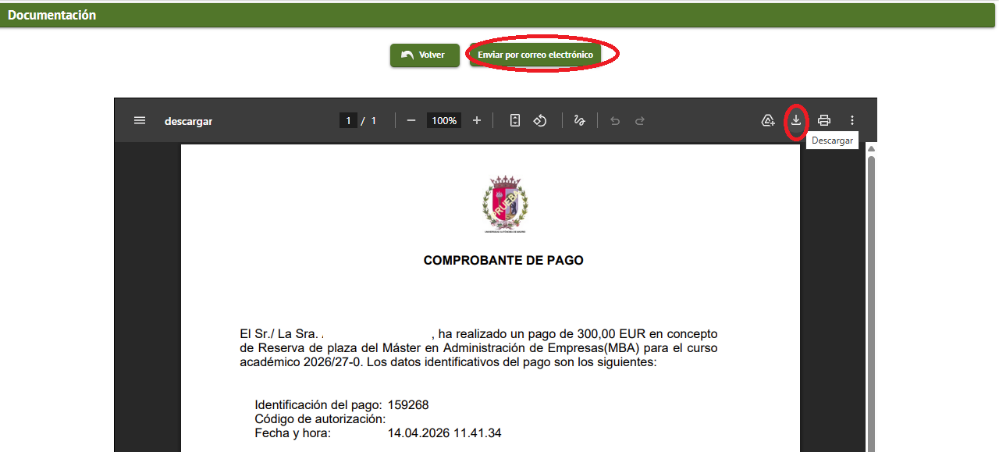 Documentación
Volver
Enviar por correo electrónico
descargar
1 / 1
100%
Descargar
COMPROBANTE DE PAGO
El Sr./ La Sra. . , ha realizado un pago de 300,00 EUR en concepto
de Reserva de plaza del Máster en Administración de Empresas(MBA) para el curso
académico 2026/27-0. Los datos identificativos del pago son los siguientes:
Identificación del pago: 159268
Código de autorización:
Fecha y hora: 14.04.2026 11.41.34